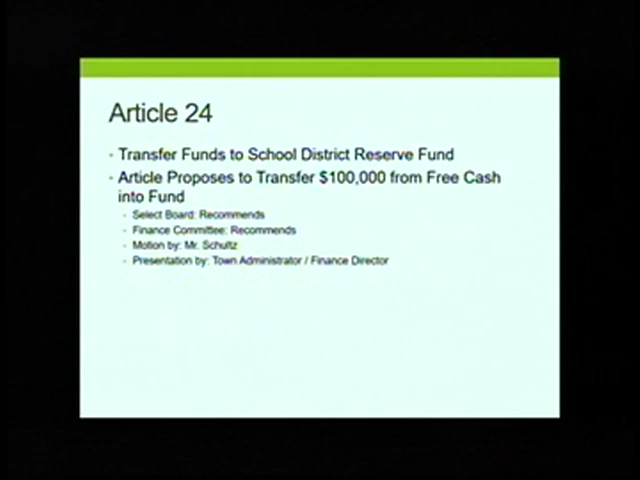 Article 24
Transfer Funds to School District Reserve Fund
Article Proposes to Transfer $100,000 from Free Cash
into Fund
Select Board: Recommends
Finance Committee: Recommends
Motion by: Mr. Schultz
Presentation by: Town Administrator / Finance Director